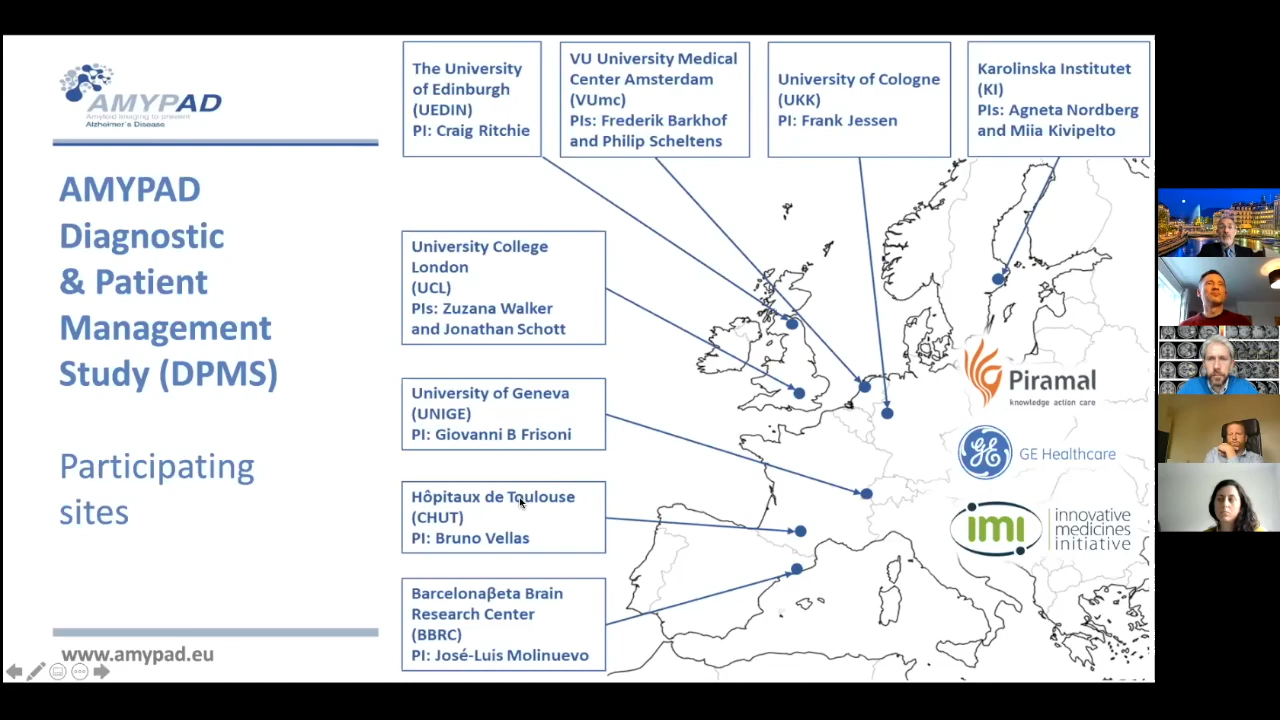 AMYPAD
Amyloid imaging to prevent
Alzheimer's Disease
AMYPAD
Diagnostic
& Patient
Management
Study (DPMS)
Participating
sites
www.amypad.eu
The University
of Edinburgh
(UEDIN)
PI: Craig Ritchie
VU University Medical
Center Amsterdam
(VUmc)
PIs: Frederik Barkhof
and Philip Scheltens
University of Cologne
(UKK)
PI: Frank Jessen
Karolinska Institutet
(KI)
PIs: Agneta Nordberg
and Miia Kivipelto
University College
London
(UCL)
PIs: Zuzana Walker
and Jonathan Schott
University of Geneva
(UNIGE)
PI: Giovanni B Frisoni
Hôpitaux de Toulouse
(CHUT)
PI: Bruno Vellas
Barcelonaβeta Brain
Research Center
(BBRC)
PI: José-Luis Molinuevo
Piramal
knowledge action care
GE Healthcare
imi
innovative
medicines
initiative